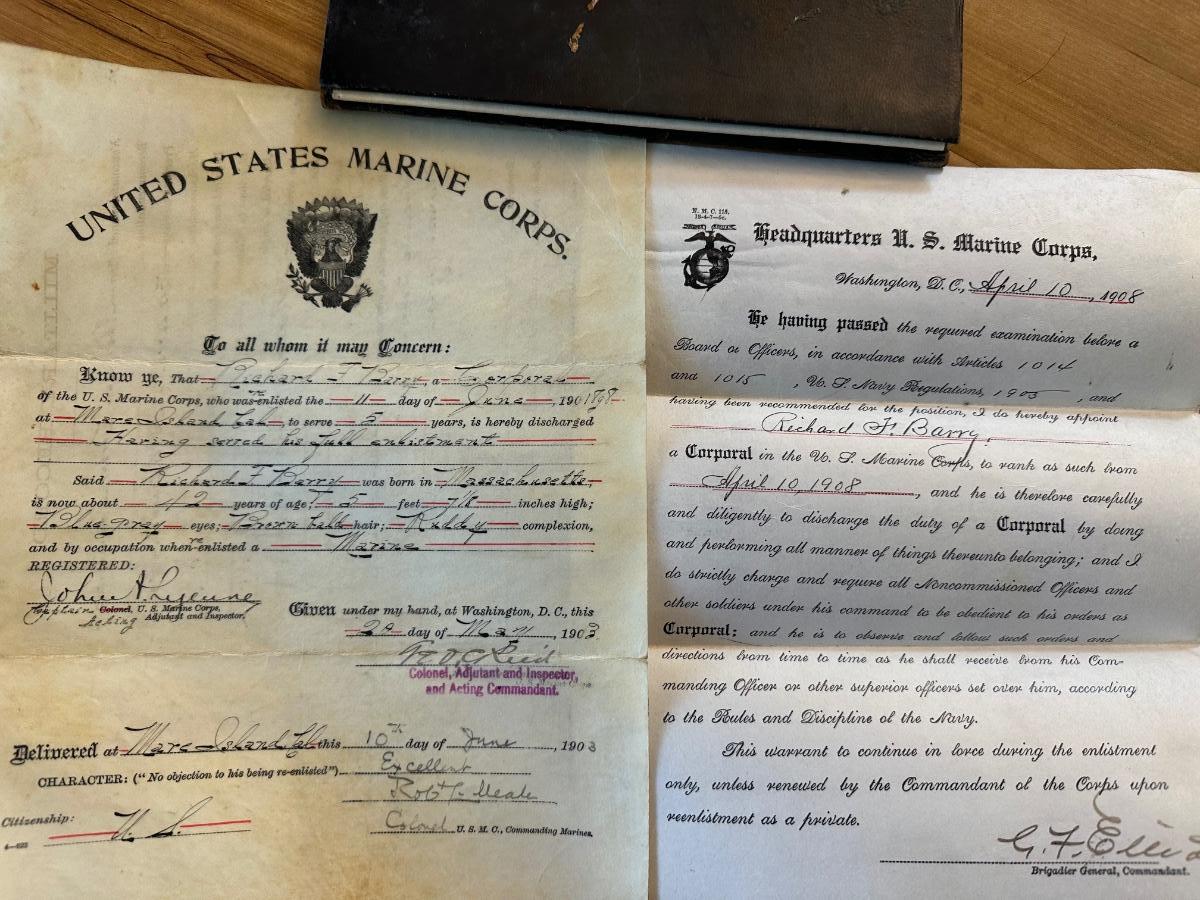 UNITED STATES MARINE CORPS.
To all whom it may Concern:
Know ye, That Richard F Barry a Corporal
of the U. S. Marine Corps, who was re enlisted the 11 day of June, 1901898
at Mare Island Cal to serve 5 years, is hereby discharged
Having served his full enlistment
Said Richard F Barry was born in Massachusetts,
is now about 42 years of age; 5 feet 7 1/8 inches high;
Blue-gray eyes; Brown hair; Ruddy complexion,
and by occupation when re enlisted a Marine
REGISTERED:
Captain Colonel, U. S. Marine Corps,
Acting Adjutant and Inspector.
Given under my hand, at Washington, D. C., this
day of May, 1903
Reid
Colonel, Adjutant and Inspector,
and Acting Commandant.
Delivered at Mare Island Cal this 10th day of June, 1903
CHARACTER: ("No objection to his being re-enlisted") Excellent
Robt L Meade
Colonel U. S. M. C., Commanding Marines.
Citizenship: U. S.
N. M. C. 118.
Headquarters U. S. Marine Corps,
Washington, D. C., April 10, 1908
He having passed the required examination before a
Board of Officers, in accordance with Articles 1014
and 1015, U. S. Navy Regulations, 1905, and
having been recommended for the position, I do hereby appoint
Richard F. Barry,
a Corporal in the U. S. Marine Corps, to rank as such from
April 10, 1908, and he is therefore carefully
and diligently to discharge the duty of a Corporal by doing
and performing all manner of things thereunto belonging; and I
do strictly charge and require all Noncommissioned Officers and
other soldiers under his command to be obedient to his orders as
Corporal: and he is to observe and follow such orders and
directions from time to time as he shall receive from his Com-
manding Officer or other superior officers set over him, according
to the Rules and Discipline of the Navy.
This warrant to continue in force during the enlistment
only, unless renewed by the Commandant of the Corps upon
reenlistment as a private.
G. F. Elliott
Brigadier General, Commandant.